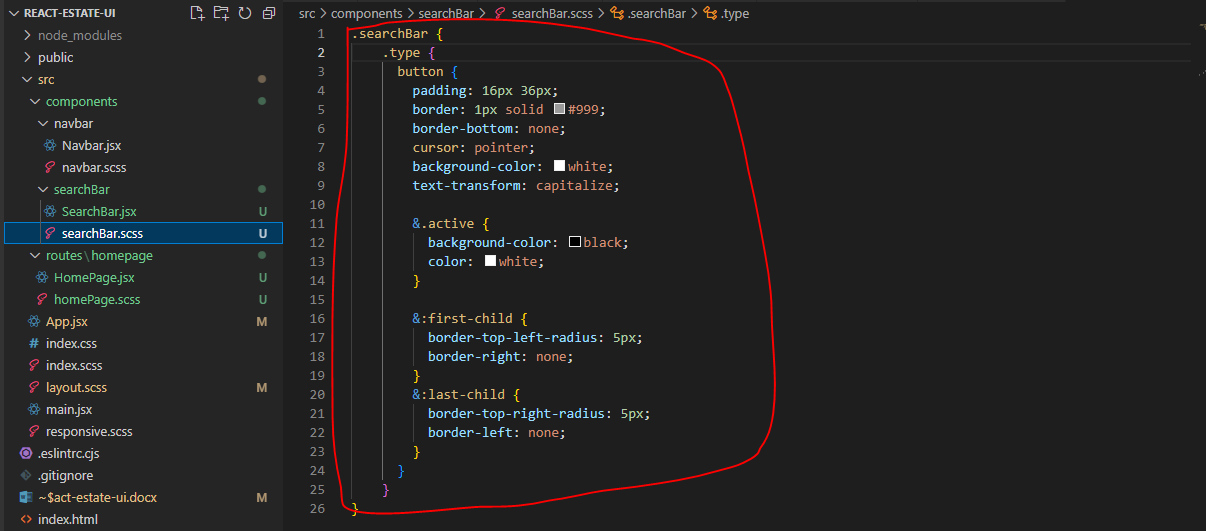 REACT-ESTATE-UI
node_modules
public
src
components
navbar
Navbar.jsx
navbar.scss
searchBar
SearchBar.jsx U
searchBar.scss U
routes\homepage
HomePage.jsx U
homePage.scss U
App.jsx M
# index.css
index.scss
layout.scss M
main.jsx
responsive.scss
.eslintrc.cjs
.gitignore
~$act-estate-ui.docx M
<> index.html
src > components > searchBar > searchBar.scss > .searchBar > .type
1 .searchBar {
2 .type {
3 button {
4 padding: 16px 36px;
5 border: 1px solid #999;
6 border-bottom: none;
7 cursor: pointer;
8 background-color: white;
9 text-transform: capitalize;
10
11 &.active {
12 background-color: black;
13 color: white;
14 }
15
16 &:first-child {
17 border-top-left-radius: 5px;
18 border-right: none;
19 }
20 &:last-child {
21 border-top-right-radius: 5px;
22 border-left: none;
23 }
24 }
25 }
26 }